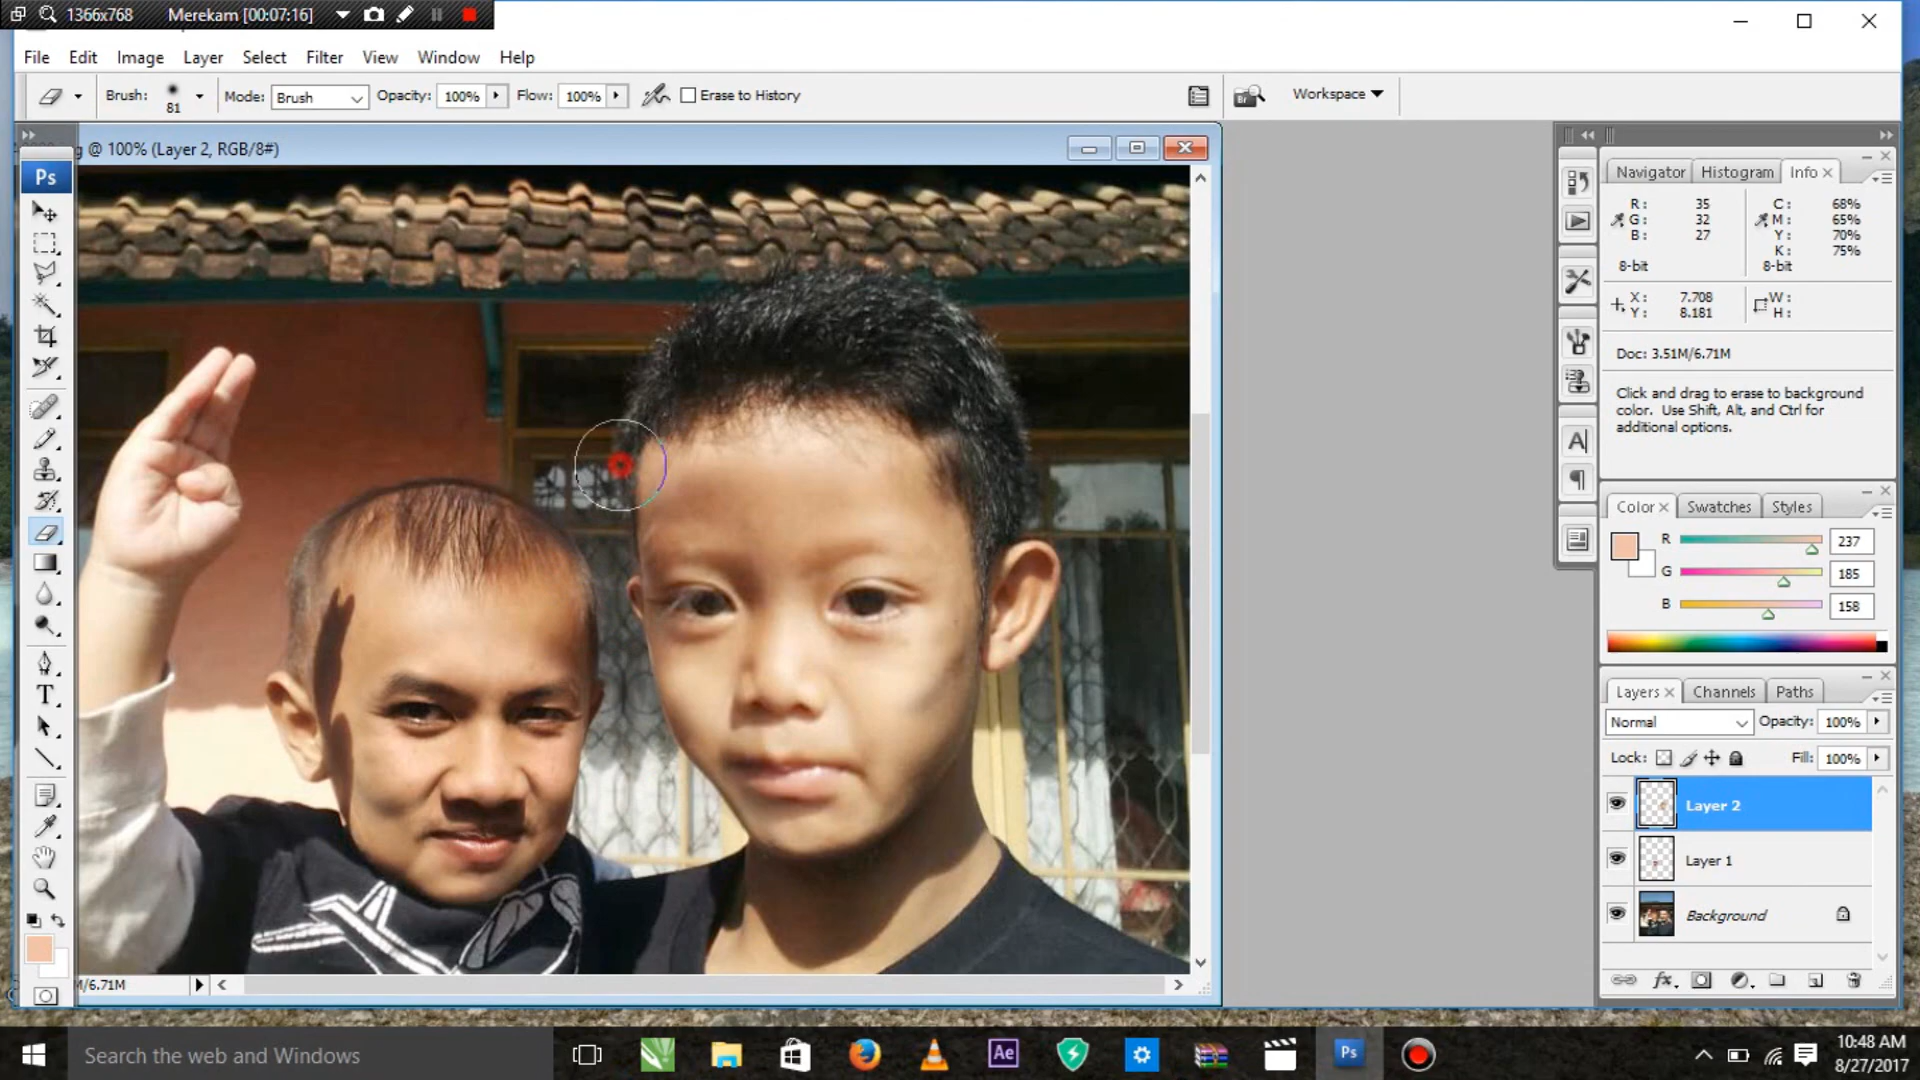 1366x768 Merekam [00:07:16]
File Edit Image Layer Select Filter View Window Help
Brush: 81 Mode: Brush Opacity: 100% Flow: 100% Erase to History Br Workspace
g @ 100% (Layer 2, RGB/8#)
Ps
Navigator Histogram Info
R: 35 C: 68%
G: 32 M: 65%
B: 27 Y: 70%
K: 75%
8-bit 8-bit
X: 7.708 W:
Y: 8.181 H:
Doc: 3.51M/6.71M
Click and drag to erase to background
color. Use Shift, Alt, and Ctrl for
additional options.
Color Swatches Styles
R 237
G 185
B 158
Layers Channels Paths
Normal Opacity: 100%
Lock: Fill: 100%
Layer 2
Layer 1
Background
fx
M/6.71M
Search the web and Windows
Ae
Ps
10:48 AM
8/27/2017